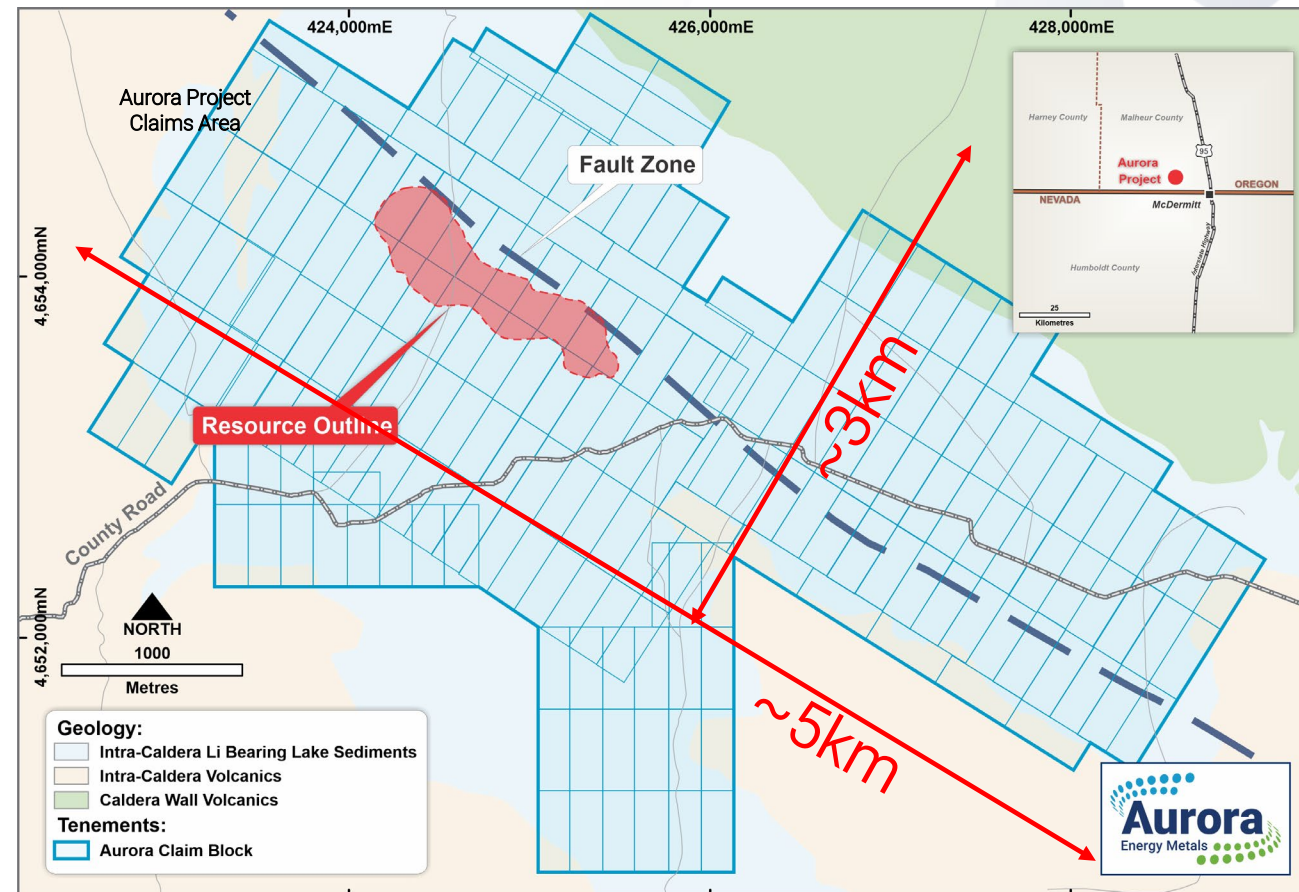 424,000mE
426,000mE
428,000mE
4,654,000mN
4,652,000mN
Aurora Project
Claims Area
Fault Zone
Resource Outline
~3km
~5km
County Road
NORTH
1000
Metres
Harney County
Malheur County
95
Aurora
Project
OREGON
NEVADA
McDermitt
Interstate Highway
Humboldt County
25
Kilometres
Geology:
Intra-Caldera Li Bearing Lake Sediments
Intra-Caldera Volcanics
Caldera Wall Volcanics
Tenements:
Aurora Claim Block
Aurora
Energy Metals